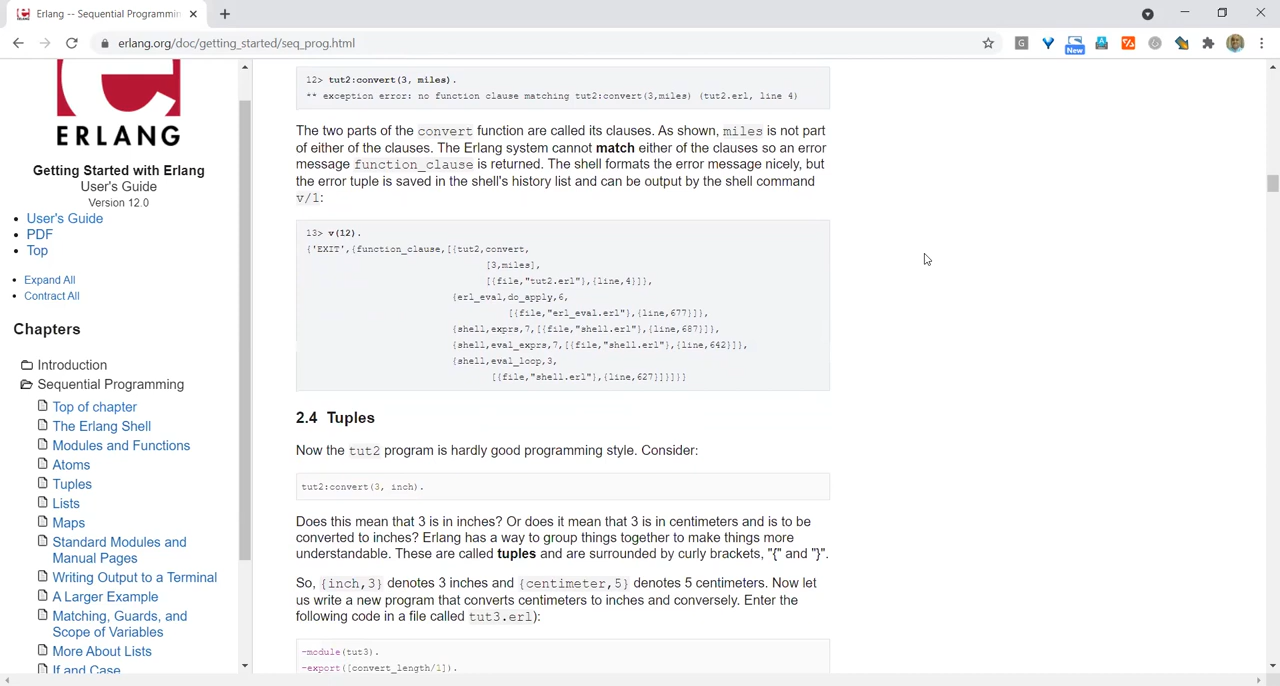 Erlang -- Sequential Programmin
erlang.org/doc/getting_started/seq_prog.html
New
ERLANG
Getting Started with Erlang
User's Guide
Version 12.0
User's Guide
PDF
Top
Expand All
Contract All
Chapters
Introduction
Sequential Programming
Top of chapter
The Erlang Shell
Modules and Functions
Atoms
Tuples
Lists
Maps
Standard Modules and
Manual Pages
Writing Output to a Terminal
A Larger Example
Matching, Guards, and
Scope of Variables
More About Lists
If and Case
12> tut2:convert(3, miles).
** exception error: no function clause matching tut2:convert(3,miles) (tut2.erl, line 4)
The two parts of the convert function are called its clauses. As shown, miles is not part
of either of the clauses. The Erlang system cannot match either of the clauses so an error
message function_clause is returned. The shell formats the error message nicely, but
the error tuple is saved in the shell's history list and can be output by the shell command
v/1:
13> v(12).
{'EXIT',{function_clause,[{tut2,convert,
[3,miles],
[{file,"tut2.erl"},{line,4}]},
{erl_eval,do_apply,6,
[{file,"erl_eval.erl"},{line,677}]},
{shell,exprs,7,[{file,"shell.erl"},{line,687}]},
{shell,eval_exprs,7,[{file,"shell.erl"},{line,642}]},
{shell,eval_loop,3,
[{file,"shell.erl"},{line,627}]}]}}
2.4 Tuples
Now the tut2 program is hardly good programming style. Consider:
tut2:convert(3, inch).
Does this mean that 3 is in inches? Or does it mean that 3 is in centimeters and is to be
converted to inches? Erlang has a way to group things together to make things more
understandable. These are called tuples and are surrounded by curly brackets, "{" and "}".
So, {inch,3} denotes 3 inches and {centimeter,5} denotes 5 centimeters. Now let
us write a new program that converts centimeters to inches and conversely. Enter the
following code in a file called tut3.erl):
-module(tut3).
-export([convert_length/1]).